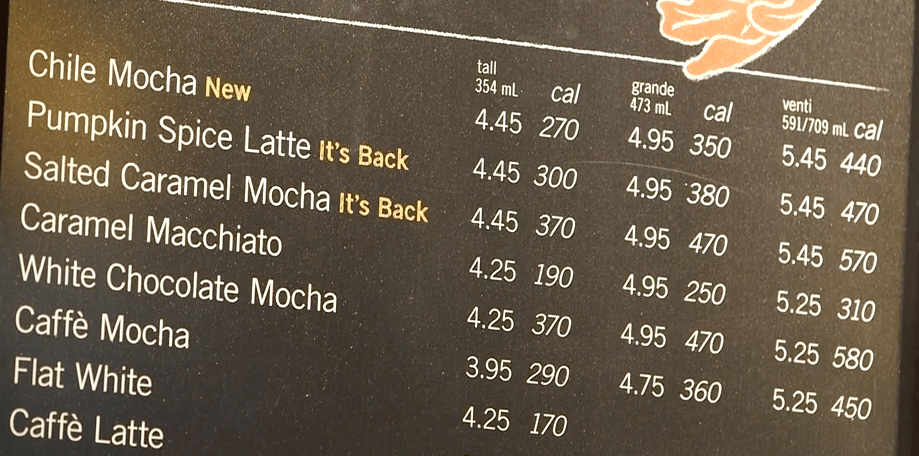 tall 354 mL cal grande 473 mL cal venti 591/709 mL cal
Chile Mocha New 4.45 270 4.95 350 5.45 440
Pumpkin Spice Latte It's Back 4.45 300 4.95 380 5.45 470
Salted Caramel Mocha It's Back 4.45 370 4.95 470 5.45 570
Caramel Macchiato 4.25 190 4.95 250 5.25 310
White Chocolate Mocha 4.25 370 4.95 470 5.25 580
Caffè Mocha 3.95 290 4.75 360 5.25 450
Flat White 4.25 170
Caffè Latte